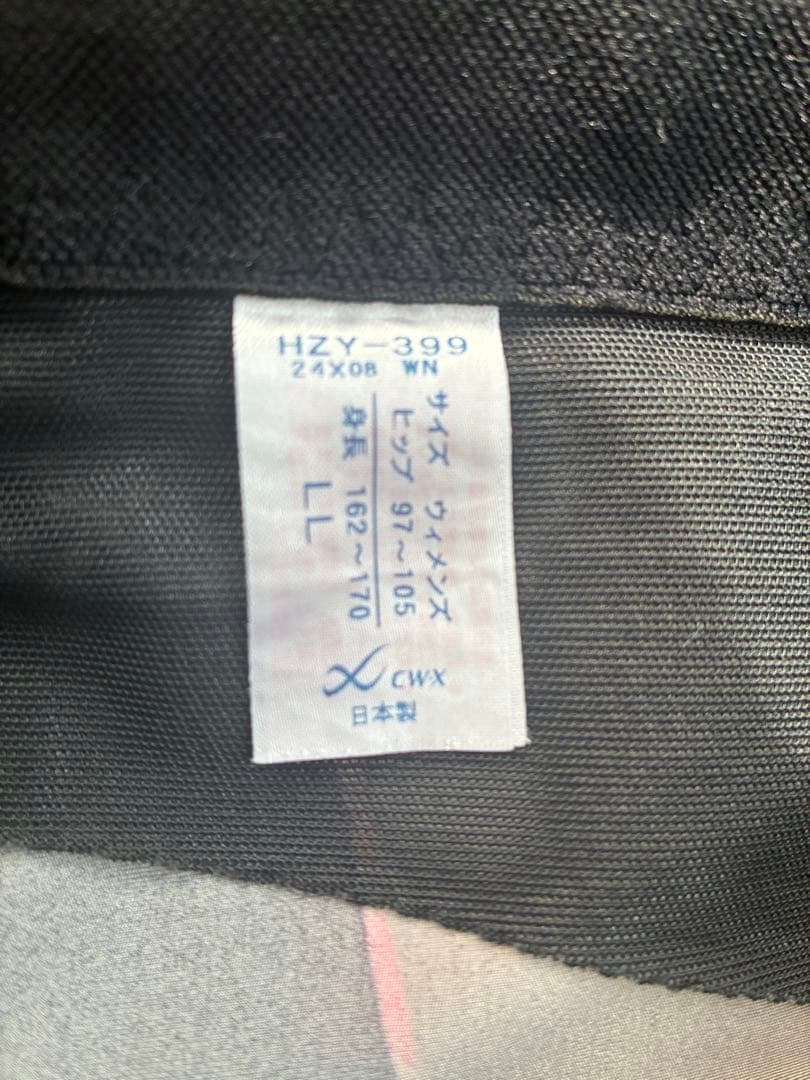 HZY-399
24X08 WN
サイズ ウィメンズ
ヒップ 97~105
身長 162~170
LL
CW-X
日本製